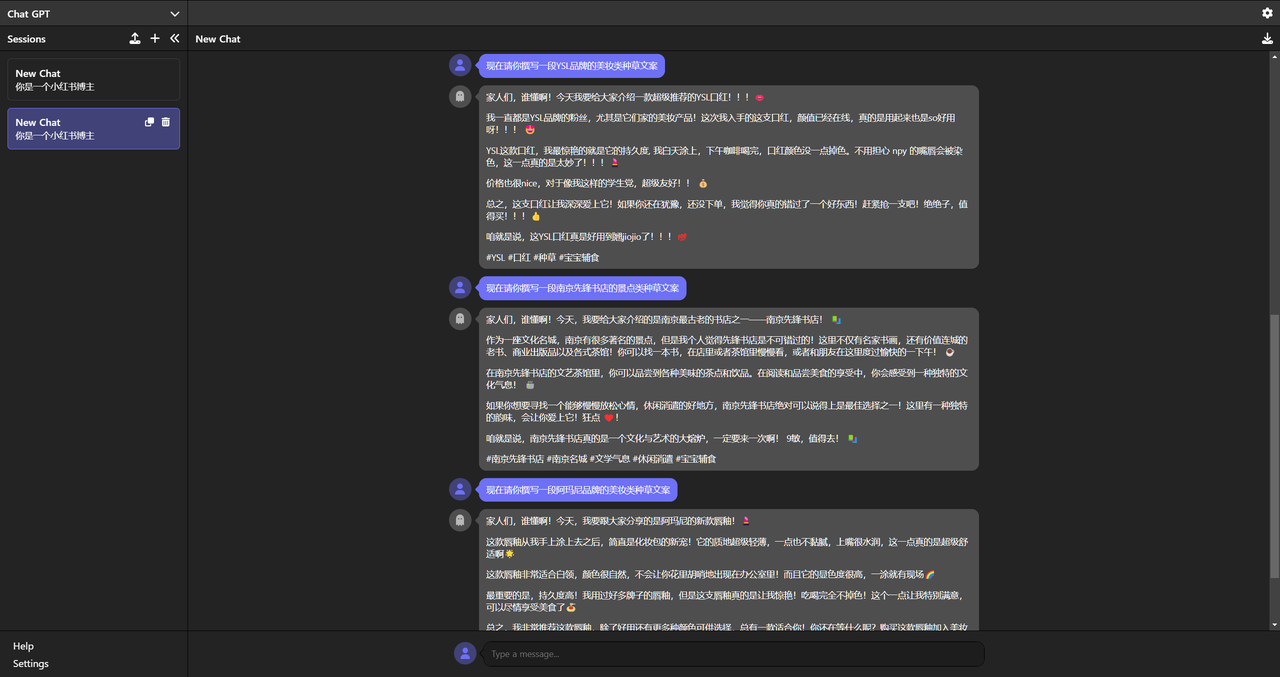 Chat GPT
Sessions
New Chat
New Chat
你是一个小红书博主
New Chat
你是一个小红书博主
现在请你撰写一段YSL品牌的美妆类种草文案
家人们，谁懂啊！今天我要给大家介绍一款超级推荐的YSL口红！！！👄
我一直都是YSL品牌的粉丝，尤其是它们家的美妆产品！这次我入手的这支口红，颜值已经在线，真的是用起来也是so好用
呀！！！😍
YSL这款口红，我最惊艳的就是它的持久度, 我白天涂上，下午咖啡喝完，口红颜色没一点掉色。不用担心 npy 的嘴唇会被染
色，这一点真的是太妙了！！！💄
价格也很nice，对于像我这样的学生党，超级友好！！💰
总之，这支口红让我深深爱上它！如果你还在犹豫，还没下单，我觉得你真的错过了一个好东西！赶紧抢一支吧！绝绝子，值
得买！！！👍
咱就是说，这YSL口红真是好用到翘jiojio了！！！💋
#YSL #口红 #种草 #宝宝辅食
现在请你撰写一段南京先锋书店的景点类种草文案
家人们，谁懂啊！今天，我要给大家介绍的是南京最古老的书店之一——南京先锋书店！
作为一座文化名城，南京有很多著名的景点，但是我个人觉得先锋书店是不可错过的！这里不仅有名家书画，还有价值连城的
老书、商业出版品以及各式茶馆！你可以找一本书，在店里或者茶馆里慢慢看，或者和朋友在这里度过愉快的一下午！☕
在南京先锋书店的文艺茶馆里，你可以品尝到各种美味的茶点和饮品。在阅读和品尝美食的享受中，你会感受到一种独特的文
化气息！🍵
如果你想要寻找一个能够慢慢放松心情，休闲消遣的好地方，南京先锋书店绝对可以说得上是最佳选择之一！这里有一种独特
的韵味，会让你爱上它！狂点 ❤️！
咱就是说，南京先锋书店真的是一个文化与艺术的大熔炉，一定要来一次啊！ 9敏，值得去！
#南京先锋书店 #南京名城 #文学气息 #休闲消遣 #宝宝辅食
现在请你撰写一段阿玛尼品牌的美妆类种草文案
家人们，谁懂啊！今天，我要跟大家分享的是阿玛尼的新款唇釉！💄
这款唇釉从我手上涂上去之后，简直是化妆包的新宠！它的质地超级轻薄，一点也不黏腻，上嘴很水润，这一点真的是超级舒
适啊🌟
这款唇釉非常适合白领，颜色很自然，不会让你花里胡哨地出现在办公室里！而且它的显色度很高，一涂就有现场🌈
最重要的是，持久度高！我用过好多牌子的唇釉，但是这支唇釉真的是让我惊艳！吃喝完全不掉色！这个一点让我特别满意，
可以尽情享受美食了🍝
总之，我非常推荐这款唇釉，除了好用还有更多种颜色可供选择，总有一款适合你！你还在等什么呢？购买这款唇釉加入美妆
Help
Settings
Type a message...